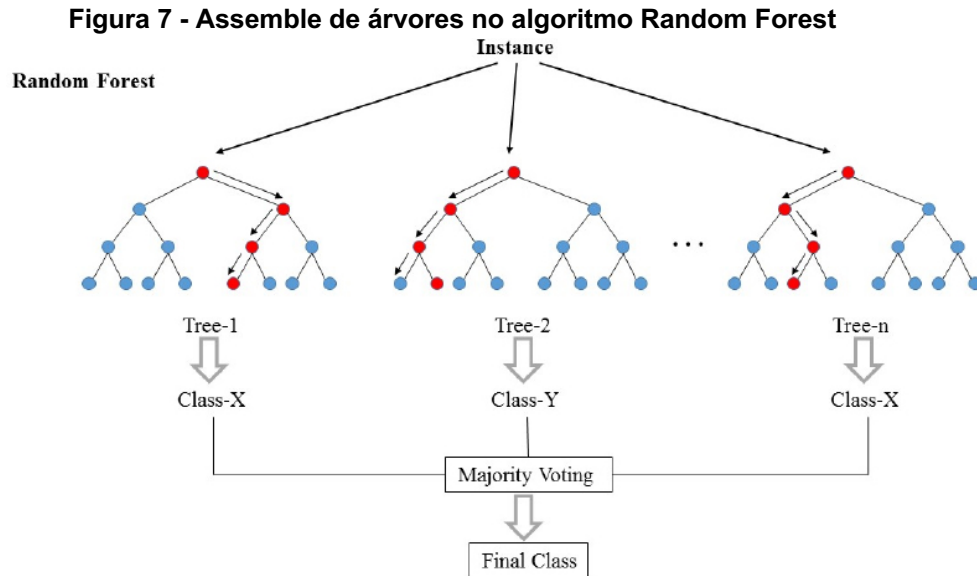 Figura 7 - Assemble de árvores no algoritmo Random Forest
Instance
Random Forest
...
Tree-1 Tree-2 Tree-n
Class-X Class-Y Class-X
Majority Voting
Final Class